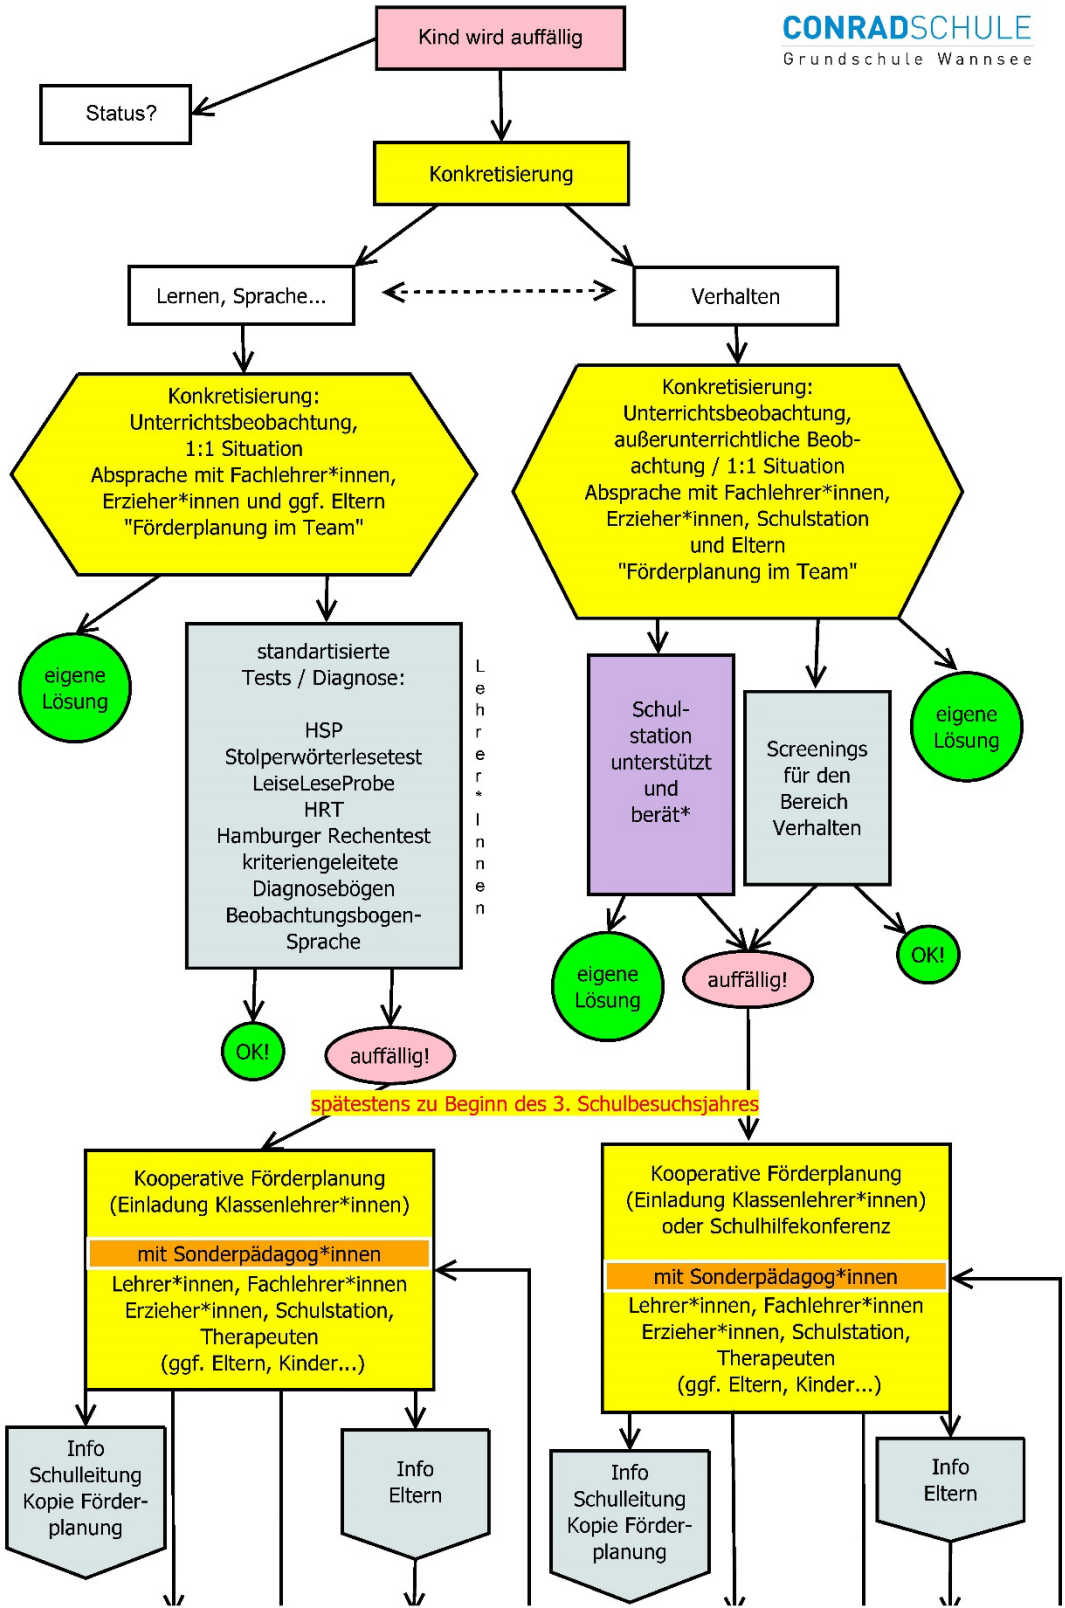 CONRADSCHULE
Grundschule Wannsee
Kind wird auffällig
Status?
Konkretisierung
Lernen, Sprache...
Verhalten
Konkretisierung:
Unterrichtsbeobachtung,
1:1 Situation
Absprache mit Fachlehrer*innen,
Erzieher*innen und ggf. Eltern
"Förderplanung im Team"
Konkretisierung:
Unterrichtsbeobachtung,
außerunterrichtliche Beob-
achtung / 1:1 Situation
Absprache mit Fachlehrer*innen,
Erzieher*innen, Schulstation
und Eltern
"Förderplanung im Team"
eigene
Lösung
standartisierte
Tests / Diagnose:
HSP
Stolperwörterlesetest
LeiseLeseProbe
HRT
Hamburger Rechentest
kriteriengeleitete
Diagnosebögen
Beobachtungsbogen-
Sprache
Lehrer*Innen
Schul-
station
unterstützt
und
berät*
Screenings
für den
Bereich
Verhalten
eigene
Lösung
eigene
Lösung
auffällig!
OK!
OK!
auffällig!
spätestens zu Beginn des 3. Schulbesuchsjahres
Kooperative Förderplanung
(Einladung Klassenlehrer*innen)
mit Sonderpädagog*innen
Lehrer*innen, Fachlehrer*innen
Erzieher*innen, Schulstation,
Therapeuten
(ggf. Eltern, Kinder...)
Kooperative Förderplanung
(Einladung Klassenlehrer*innen)
oder Schulhilfekonferenz
mit Sonderpädagog*innen
Lehrer*innen, Fachlehrer*innen
Erzieher*innen, Schulstation,
Therapeuten
(ggf. Eltern, Kinder...)
Info
Schulleitung
Kopie Förder-
planung
Info
Eltern
Info
Schulleitung
Kopie Förder-
planung
Info
Eltern